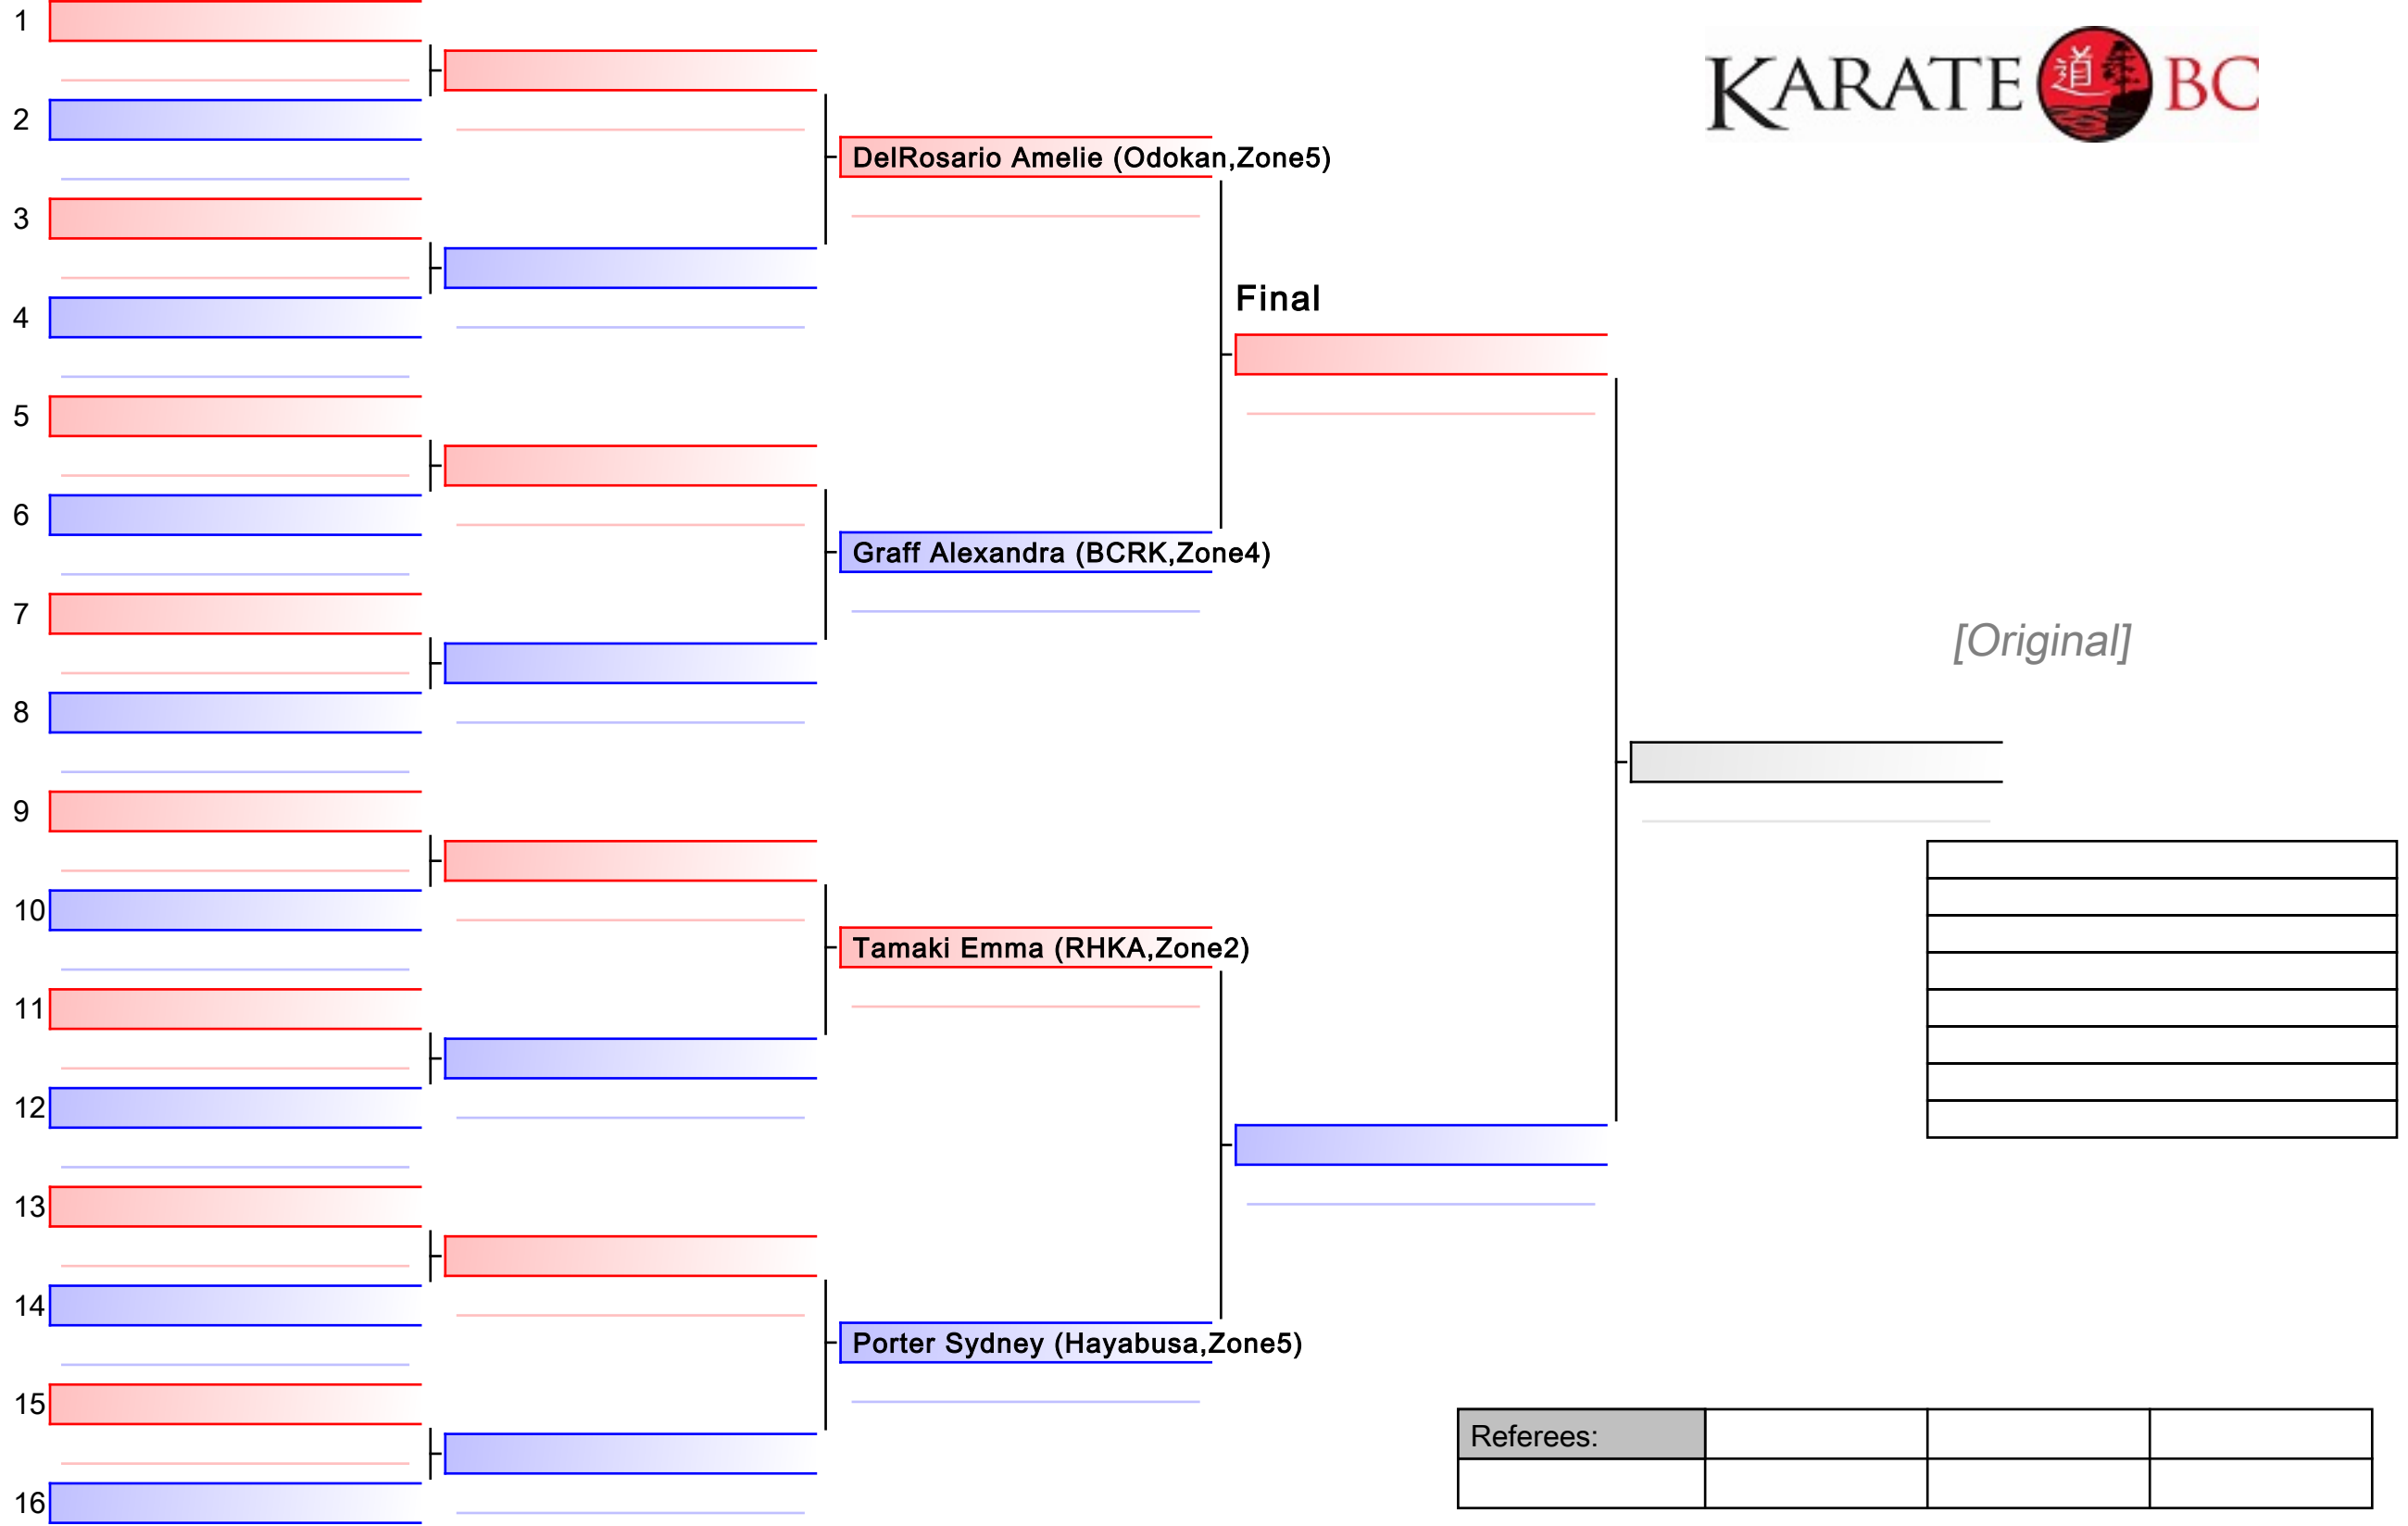 1
KARATE 道 BC
2
DelRosario Amelie (Odokan,Zone5)
3
Final
4
5
6
Graff Alexandra (BCRK,Zone4)
7
[Original]
8
9
10
Tamaki Emma (RHKA,Zone2)
11
12
13
14
Porter Sydney (Hayabusa,Zone5)
15
Referees:
16